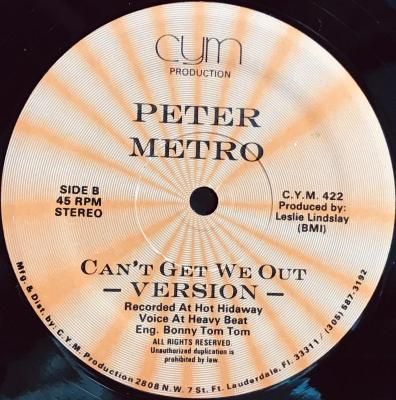 cym
PRODUCTION
PETER
METRO
SIDE B
45 RPM
STEREO
C.Y.M. 422
Produced by:
Leslie Lindslay
(BMI)
CAN'T GET WE OUT
– VERSION –
Recorded At Hot Hidaway
Voice At Heavy Beat
Eng. Bonny Tom Tom
ALL RIGHTS RESERVED.
Unauthorized duplication is
prohibited by law.
Mfg. & Dist. by: C.Y.M. Production 2808 N.W. 7 St. Ft. Lauderdale, Fl. 33311 / (305) 587-3192